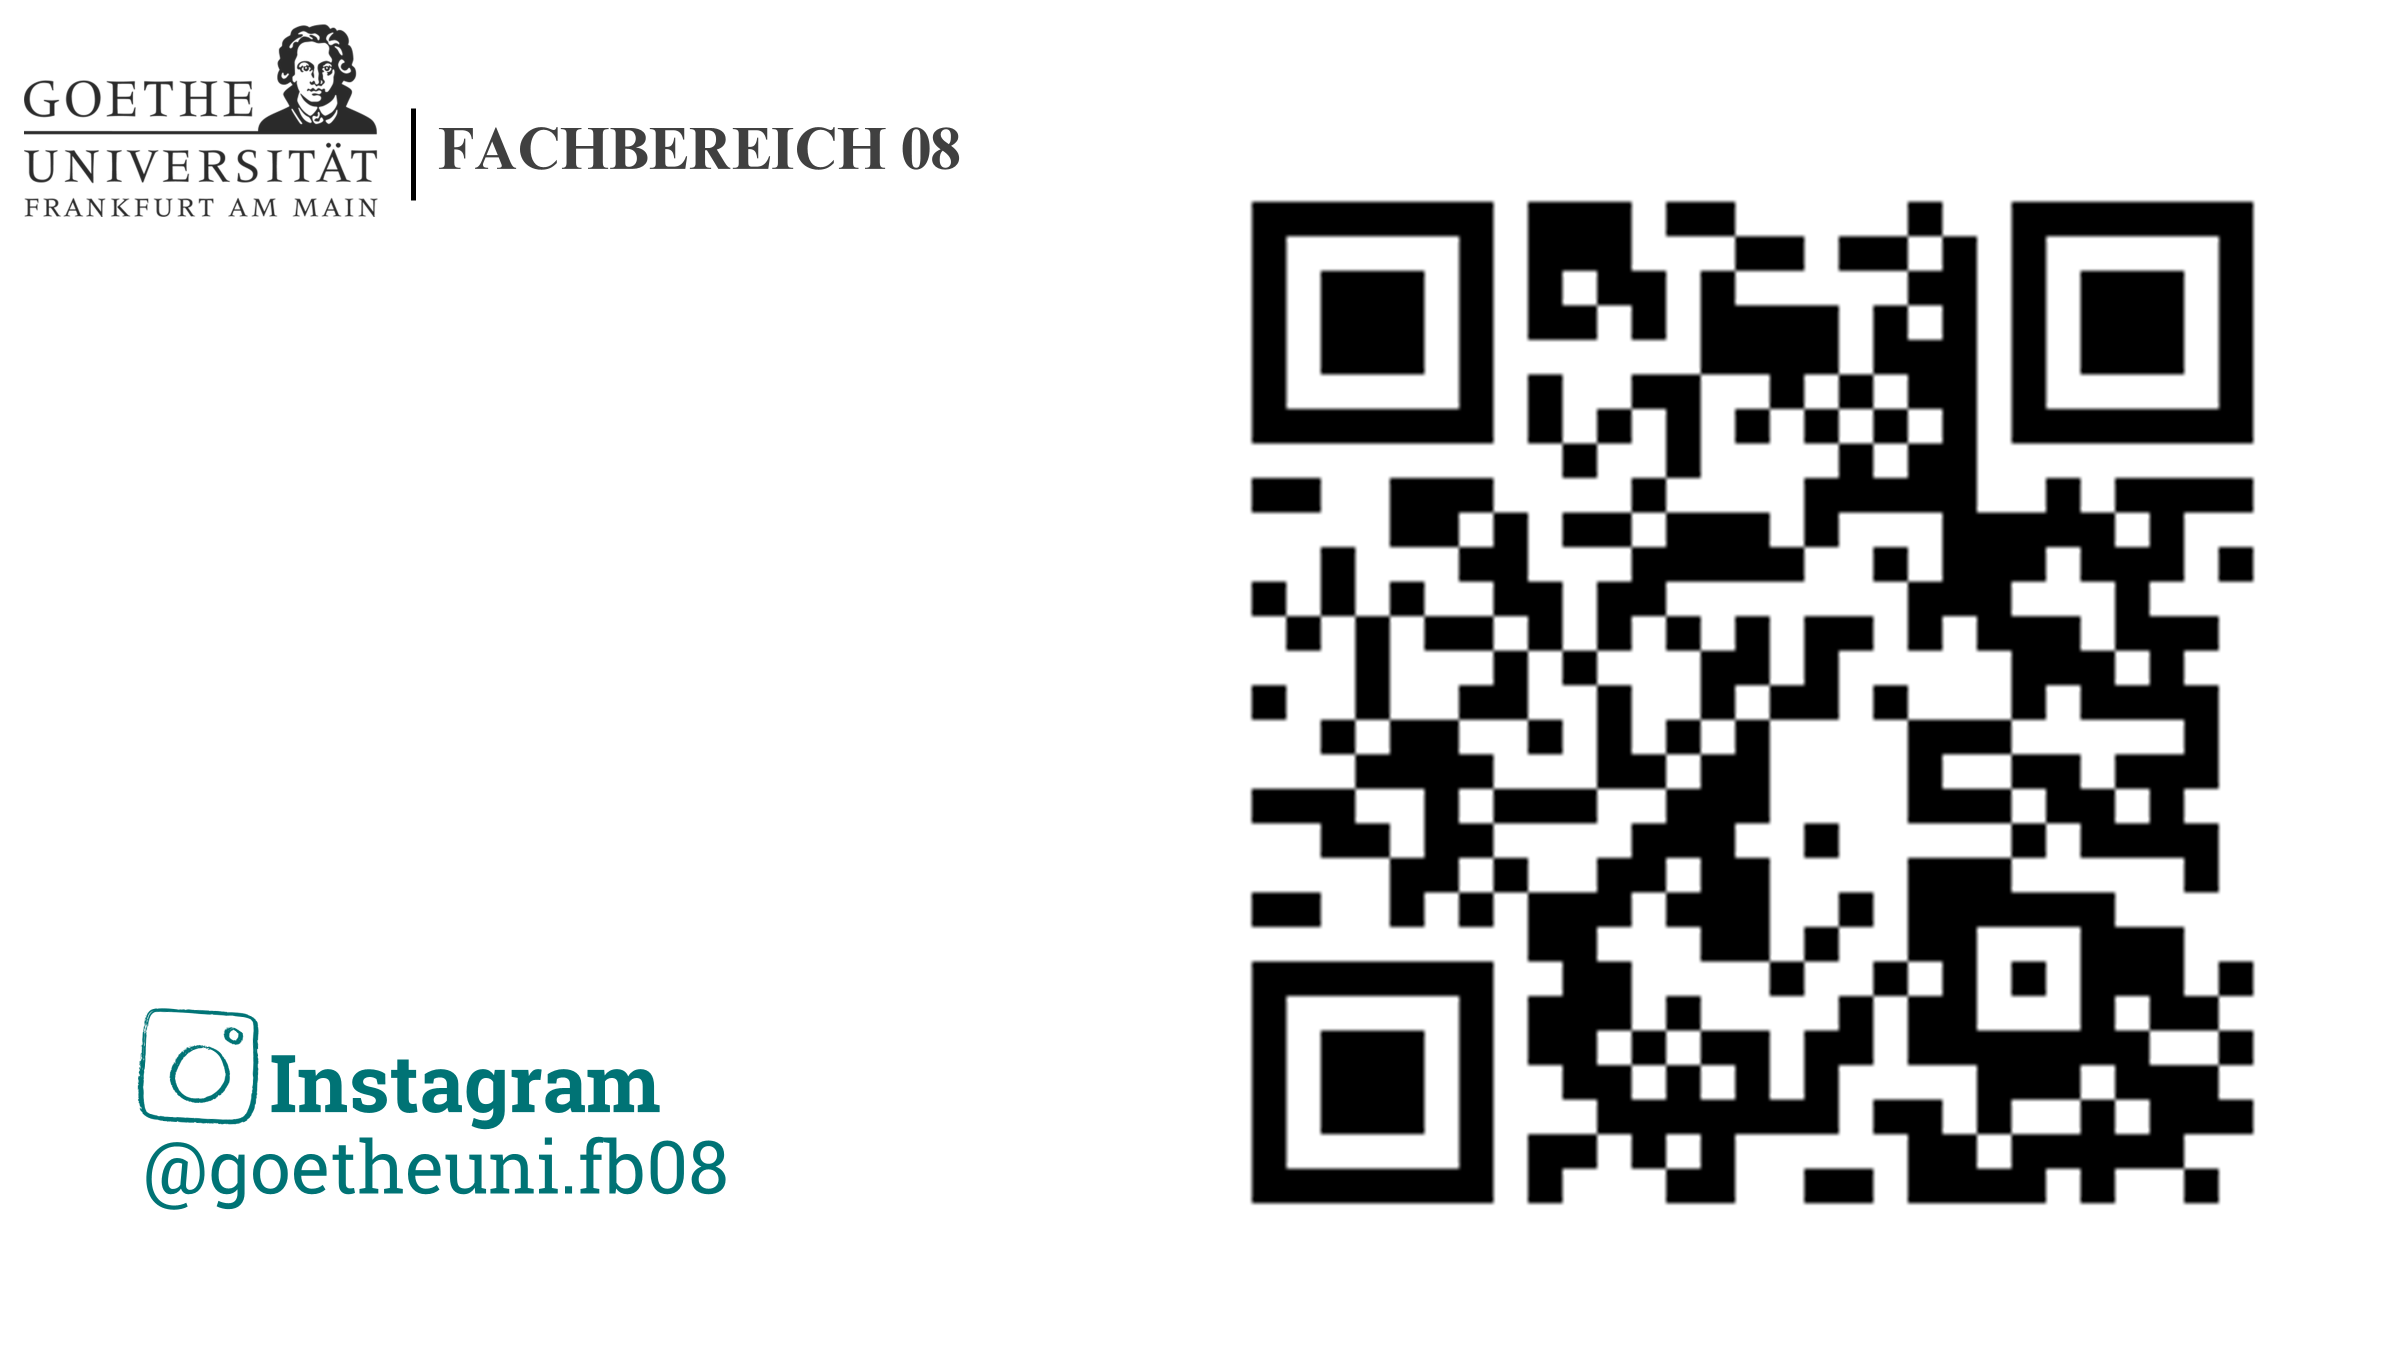 GOETHE
UNIVERSITÄT
FRANKFURT AM MAIN
FACHBEREICH 08
Instagram
@goetheuni.fb08